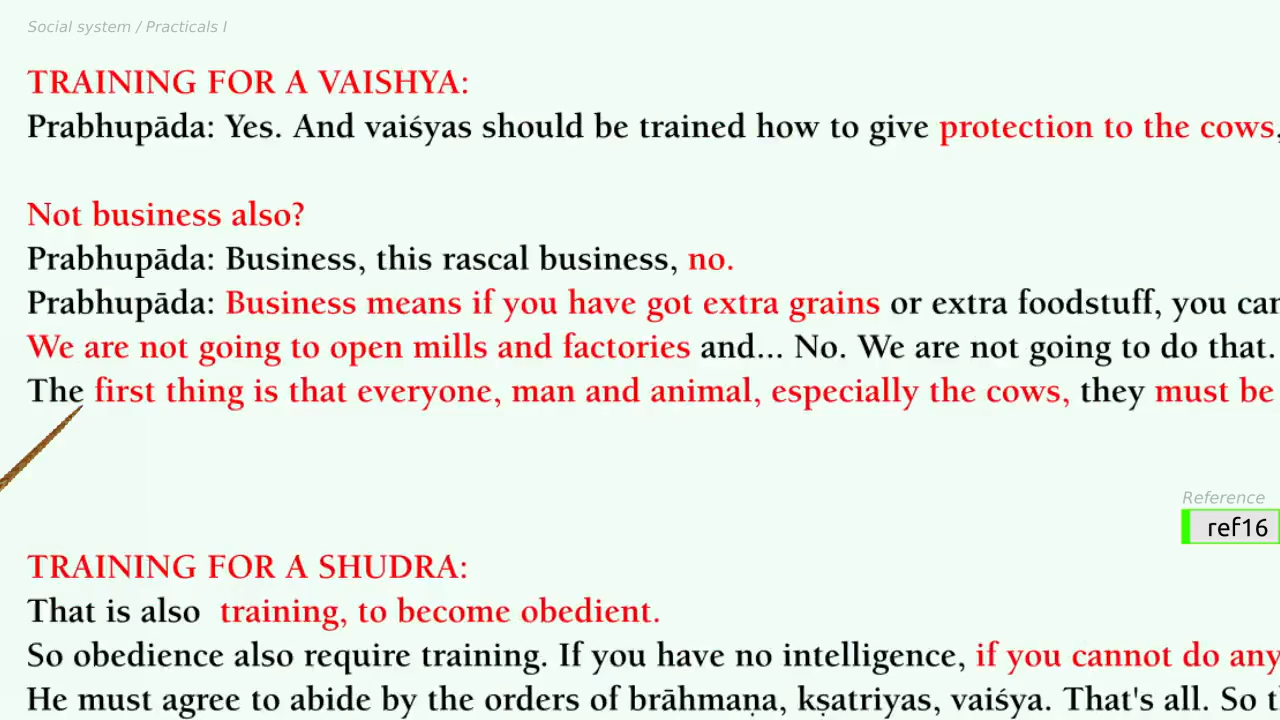 Social system / Practicals I
TRAINING FOR A VAISHYA:
Prabhupāda: Yes. And vaiśyas should be trained how to give protection to the cows,
Not business also?
Prabhupāda: Business, this rascal business, no.
Prabhupāda: Business means if you have got extra grains or extra foodstuff, you can
We are not going to open mills and factories and... No. We are not going to do that.
The first thing is that everyone, man and animal, especially the cows, they must be
Reference
ref16
TRAINING FOR A SHUDRA:
That is also training, to become obedient.
So obedience also require training. If you have no intelligence, if you cannot do any
He must agree to abide by the orders of brāhmaṇa, kṣatriyas, vaiśya. That's all. So